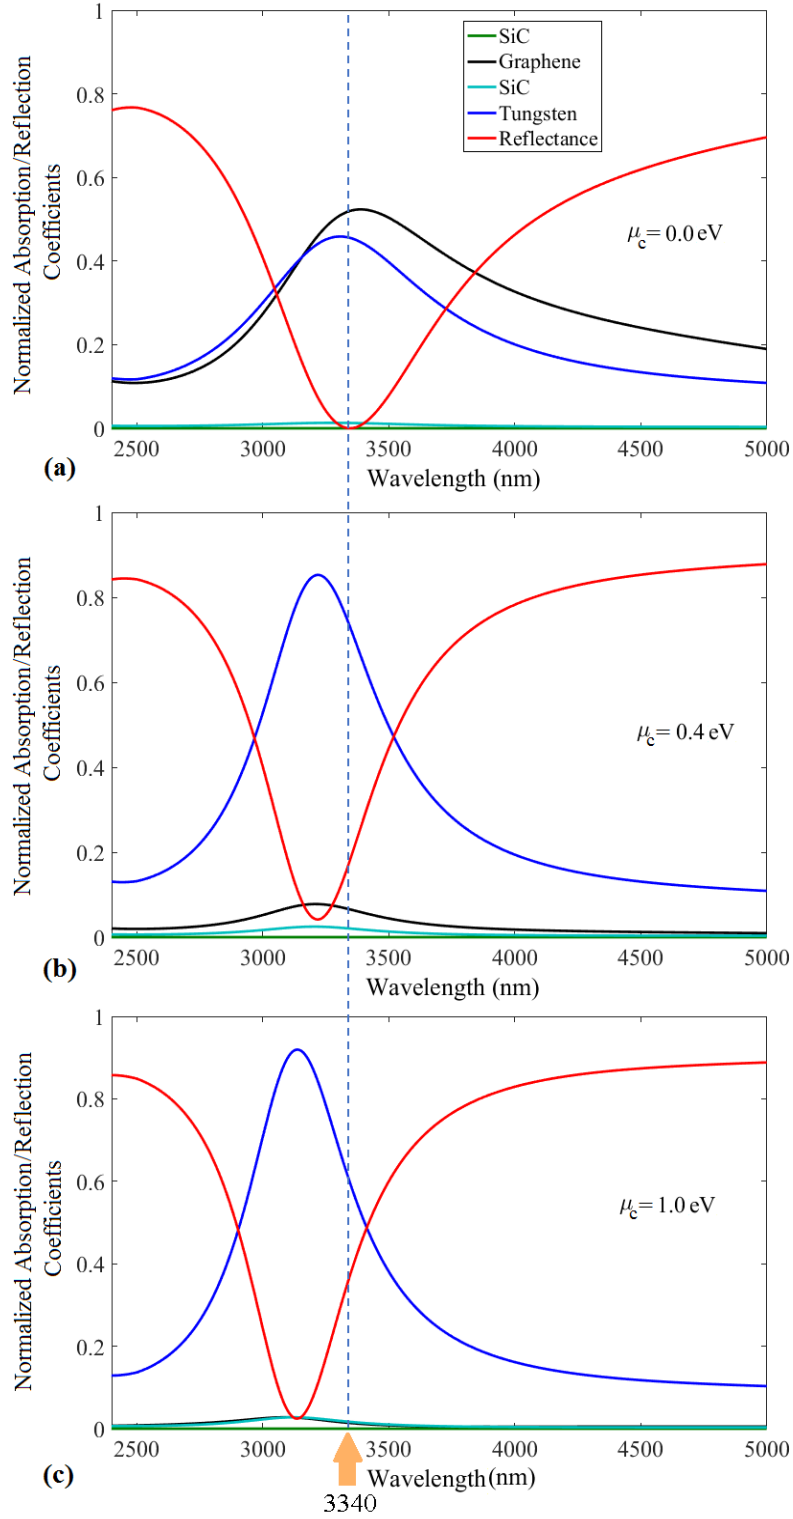 SiC
Graphene
SiC
Tungsten
Reflectance
Normalized Absorption/Reflection
Coefficients
1
0.8
0.6
0.4
0.2
0
μc = 0.0 eV
2500 3000 3500 4000 4500 5000
(a)
Wavelength (nm)
Normalized Absorption/Reflection
Coefficients
1
0.8
0.6
0.4
0.2
0
μc = 0.4 eV
2500 3000 3500 4000 4500 5000
(b)
Wavelength (nm)
Normalized Absorption/Reflection
Coefficients
1
0.8
0.6
0.4
0.2
0
μc = 1.0 eV
2500 3000 3500 4000 4500 5000
(c)
Wavelength (nm)
3340